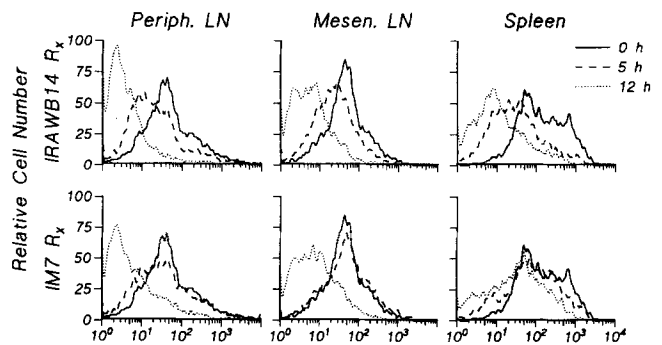 Periph. LN Mesen. LN Spleen
0 h
5 h
12 h
Relative Cell Number
IRAWB14 Rx
100
75
50
25
0
IM7 Rx
100
75
50
25
0
10⁰ 10¹ 10² 10³ 10⁰ 10¹ 10² 10³ 10⁰ 10¹ 10² 10³ 10⁴